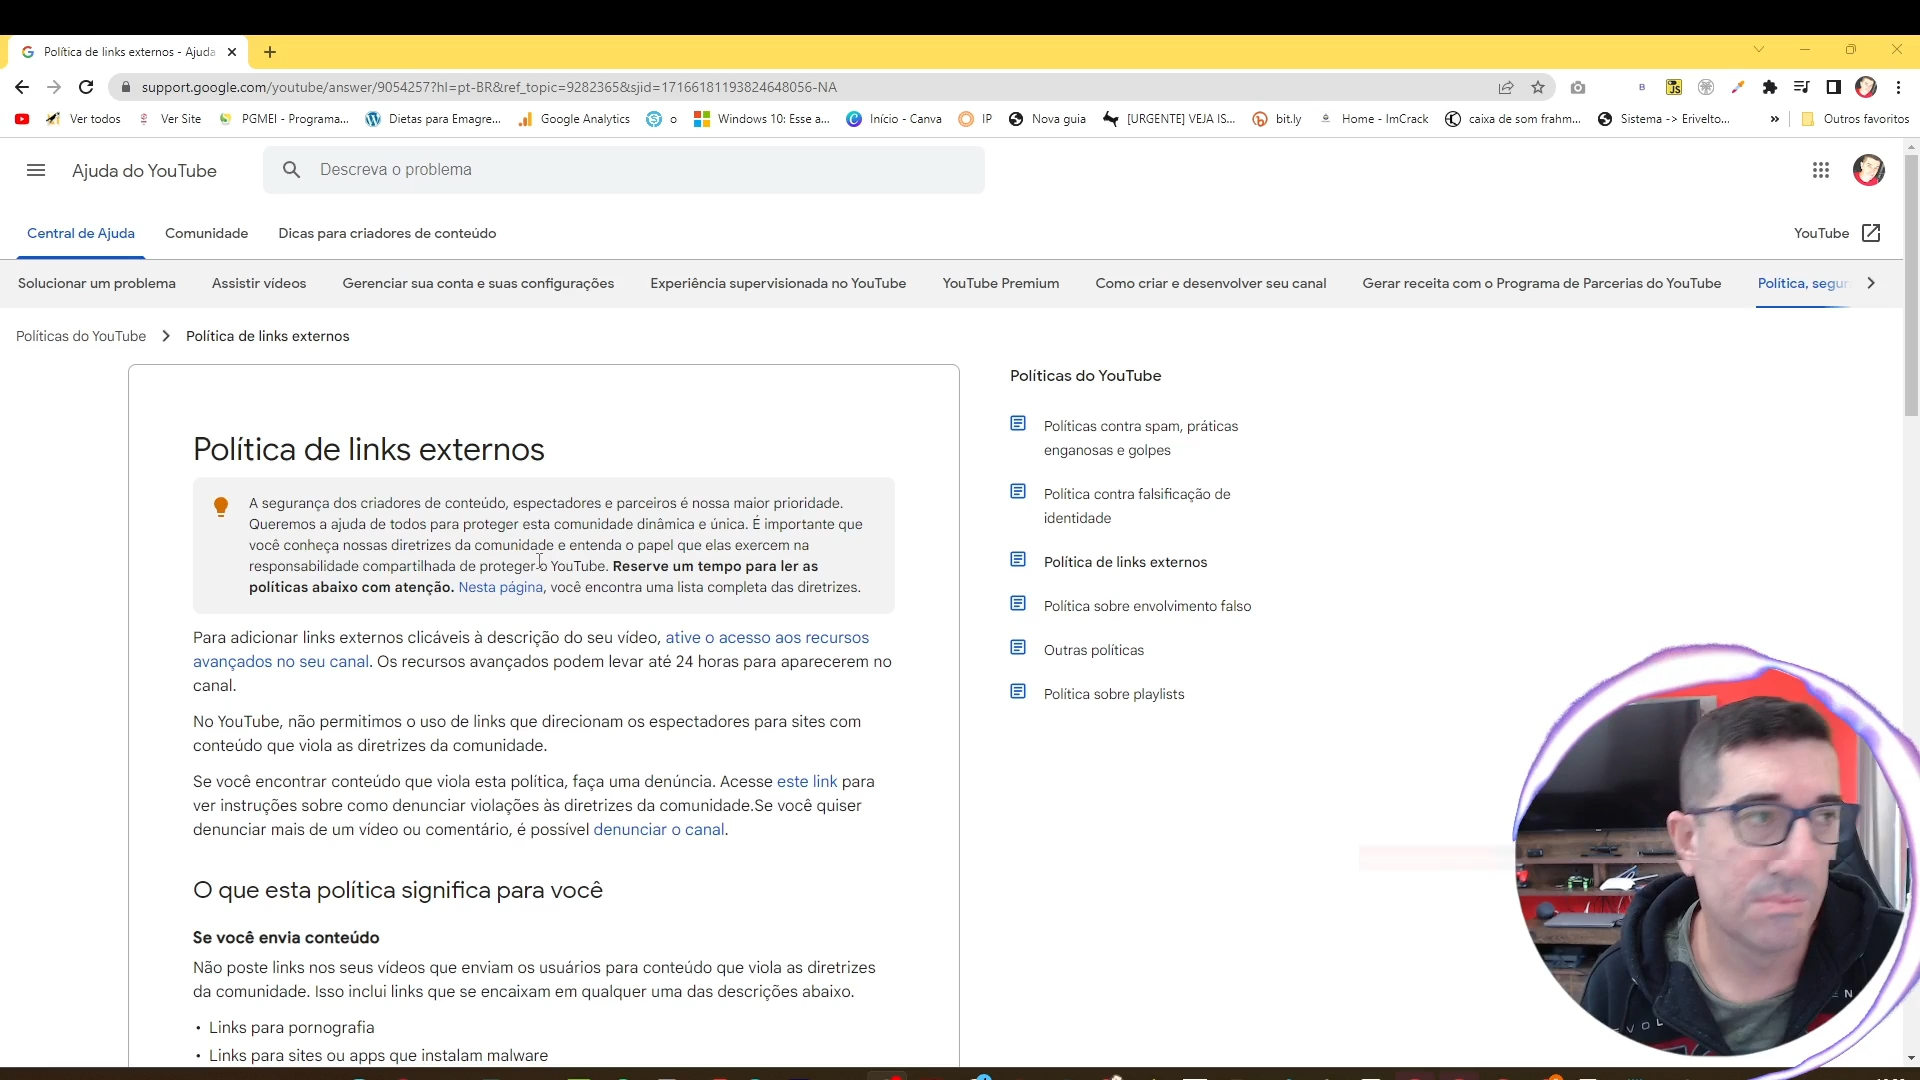 Política de links externos - Ajuda
support.google.com/youtube/answer/9054257?hl=pt-BR&ref_topic=9282365&sjid=17166181193824648056-NA
Ver todos
Ver Site
PGMEI - Programa...
Dietas para Emagre...
Google Analytics
o
Windows 10: Esse a...
Início - Canva
IP
Nova guia
[URGENTE] VEJA IS...
bit.ly
Home - ImCrack
caixa de som frahm...
Sistema -> Erivelto...
»
Outros favoritos
Ajuda do YouTube
Descreva o problema
Central de Ajuda
Comunidade
Dicas para criadores de conteúdo
YouTube
Solucionar um problema
Assistir vídeos
Gerenciar sua conta e suas configurações
Experiência supervisionada no YouTube
YouTube Premium
Como criar e desenvolver seu canal
Gerar receita com o Programa de Parcerias do YouTube
Política, segur
Políticas do YouTube
Política de links externos
Política de links externos
A segurança dos criadores de conteúdo, espectadores e parceiros é nossa maior prioridade.
Queremos a ajuda de todos para proteger esta comunidade dinâmica e única. É importante que
você conheça nossas diretrizes da comunidade e entenda o papel que elas exercem na
responsabilidade compartilhada de proteger o YouTube. Reserve um tempo para ler as
políticas abaixo com atenção. Nesta página, você encontra uma lista completa das diretrizes.
Para adicionar links externos clicáveis à descrição do seu vídeo, ative o acesso aos recursos
avançados no seu canal. Os recursos avançados podem levar até 24 horas para aparecerem no
canal.
No YouTube, não permitimos o uso de links que direcionam os espectadores para sites com
conteúdo que viola as diretrizes da comunidade.
Se você encontrar conteúdo que viola esta política, faça uma denúncia. Acesse este link para
ver instruções sobre como denunciar violações às diretrizes da comunidade.Se você quiser
denunciar mais de um vídeo ou comentário, é possível denunciar o canal.
O que esta política significa para você
Se você envia conteúdo
Não poste links nos seus vídeos que enviam os usuários para conteúdo que viola as diretrizes
da comunidade. Isso inclui links que se encaixam em qualquer uma das descrições abaixo.
• Links para pornografia
• Links para sites ou apps que instalam malware
Políticas do YouTube
Políticas contra spam, práticas
enganosas e golpes
Política contra falsificação de
identidade
Política de links externos
Política sobre envolvimento falso
Outras políticas
Política sobre playlists